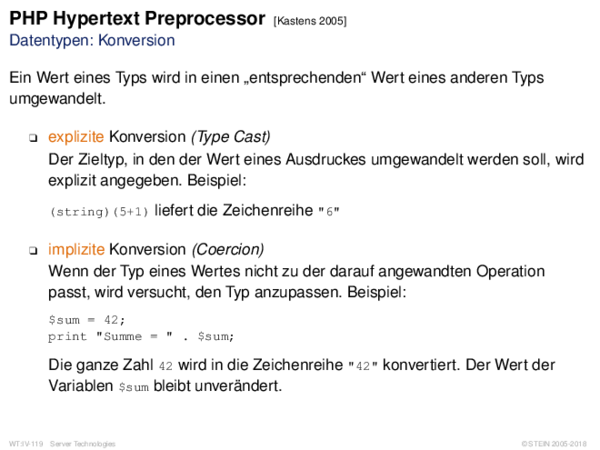 PHP Hypertext Preprocessor [Kastens 2005]
Datentypen: Konversion
Ein Wert eines Typs wird in einen „entsprechenden“ Wert eines anderen Typs
umgewandelt.
❑ explizite Konversion (Type Cast)
Der Zieltyp, in den der Wert eines Ausdruckes umgewandelt werden soll, wird
explizit angegeben. Beispiel:
(string)(5+1) liefert die Zeichenreihe "6"
❑ implizite Konversion (Coercion)
Wenn der Typ eines Wertes nicht zu der darauf angewandten Operation
passt, wird versucht, den Typ anzupassen. Beispiel:
$sum = 42;
print "Summe = " . $sum;
Die ganze Zahl 42 wird in die Zeichenreihe "42" konvertiert. Der Wert der
Variablen $sum bleibt unverändert.
WT:IV-119 Server Technologies © STEIN 2005-2018